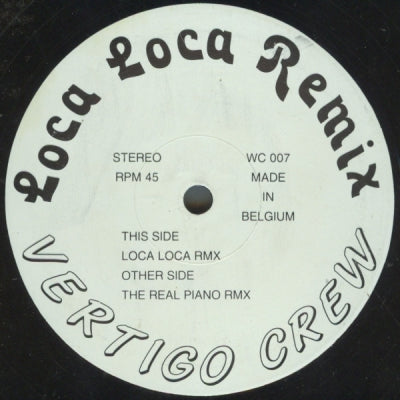 Loca Loca Remix
STEREO
RPM 45
WC 007
MADE
IN
BELGIUM
THIS SIDE
LOCA LOCA RMX
OTHER SIDE
THE REAL PIANO RMX
VERTIGO CREW